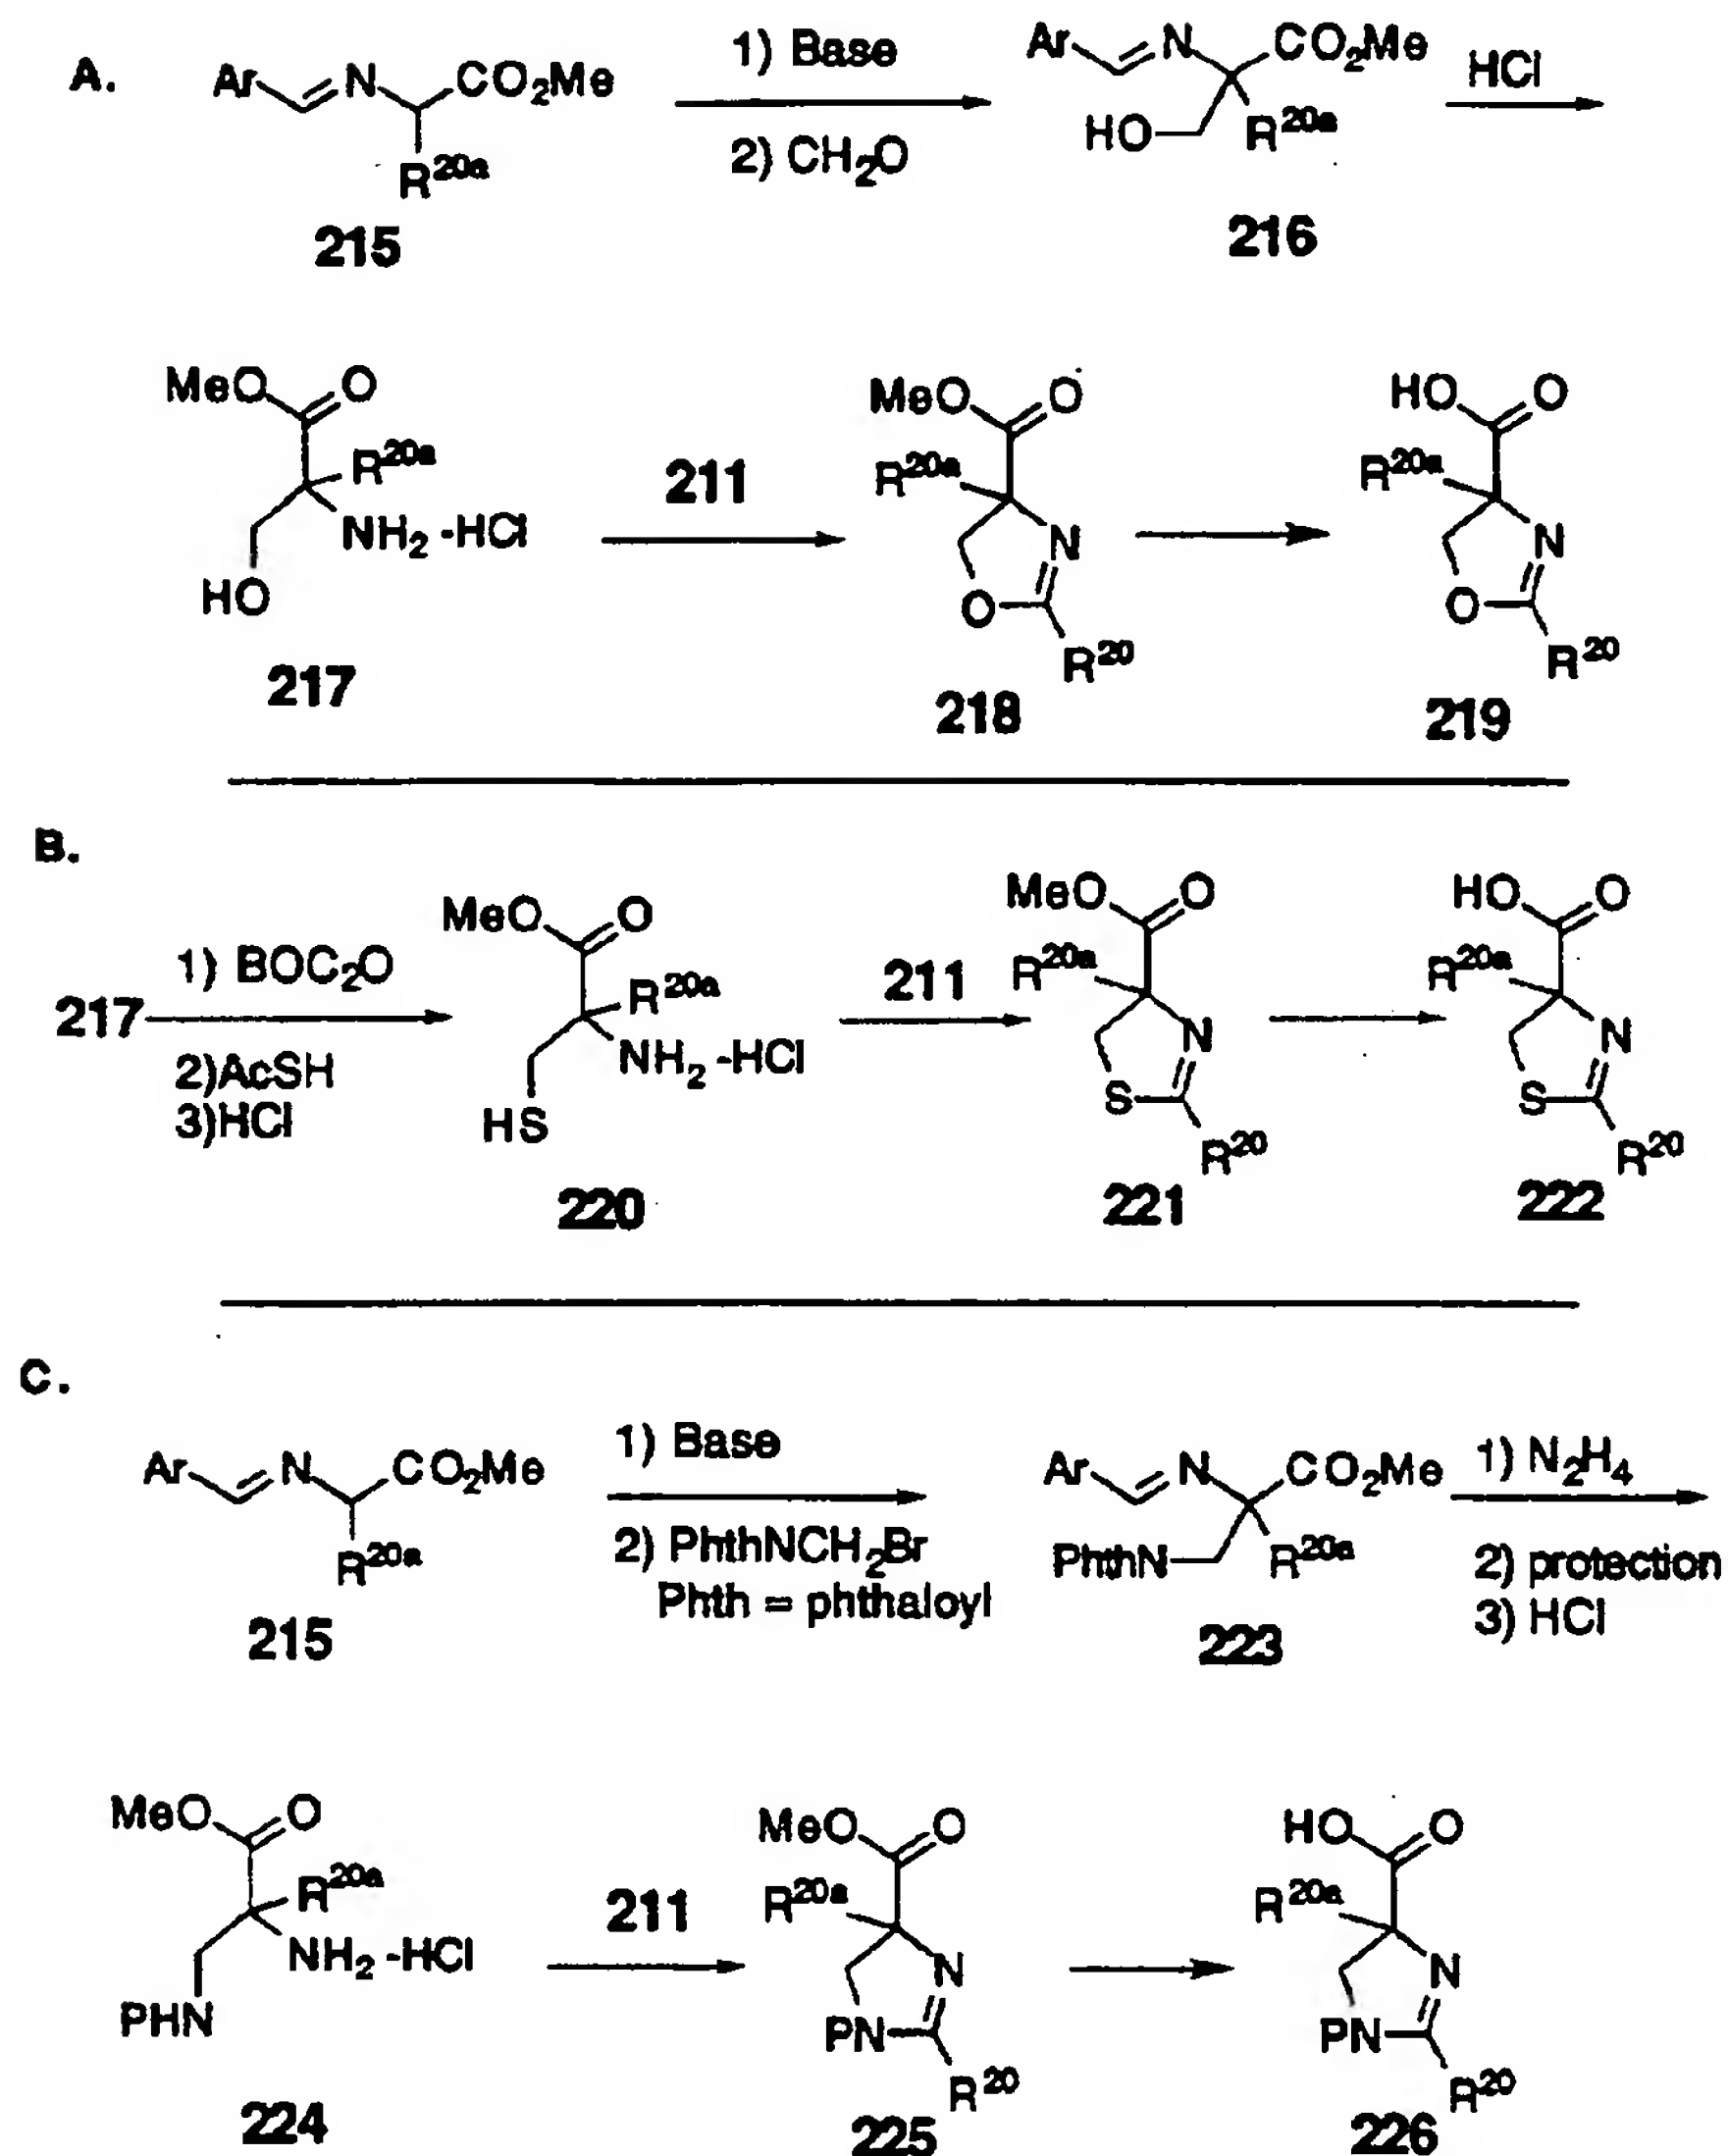 A.
Ar N CO2Me
R20a
215
1) Base
2) CH2O
Ar N CO2Me
HO R20a
216
HCl
MeO O
R20a
NH2 -HCl
HO
217
211
MeO O
R20a
N
O
R20
218
HO O
R20a
N
O
R20
219
B.
217
1) BOC2O
2)AcSH
3)HCl
MeO O
R20a
NH2 -HCl
HS
220
211
MeO O
R20a
N
S
R20
221
HO O
R20a
N
S
R20
222
C.
Ar N CO2Me
R20a
215
1) Base
2) PhthNCH2Br
Phth = phthaloyl
Ar N CO2Me
PhthN R20a
223
1) N2H4
2) protection
3) HCl
MeO O
R20a
NH2 -HCl
PHN
224
211
MeO O
R20a
N
PN
R20
225
HO O
R20a
N
PN
R20
226